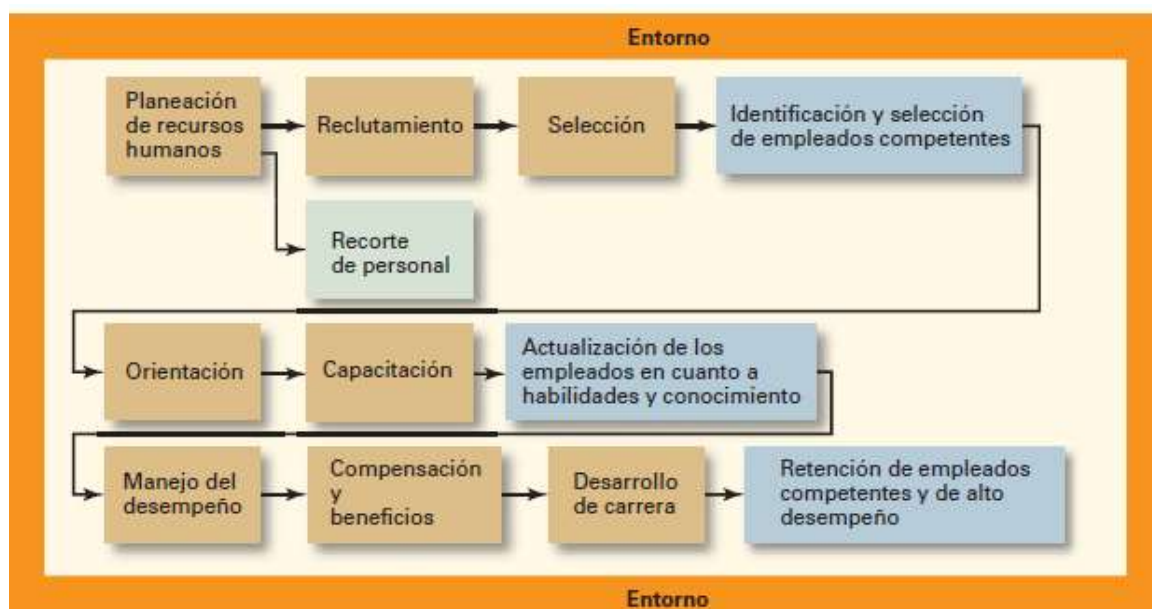 Entorno
Planeación
de recursos
humanos
Reclutamiento
Selección
Identificación y selección
de empleados competentes
Recorte
de personal
Orientación
Capacitación
Actualización de los
empleados en cuanto a
habilidades y conocimiento
Manejo del
desempeño
Compensación
y
beneficios
Desarrollo
de carrera
Retención de empleados
competentes y de alto
desempeño
Entorno